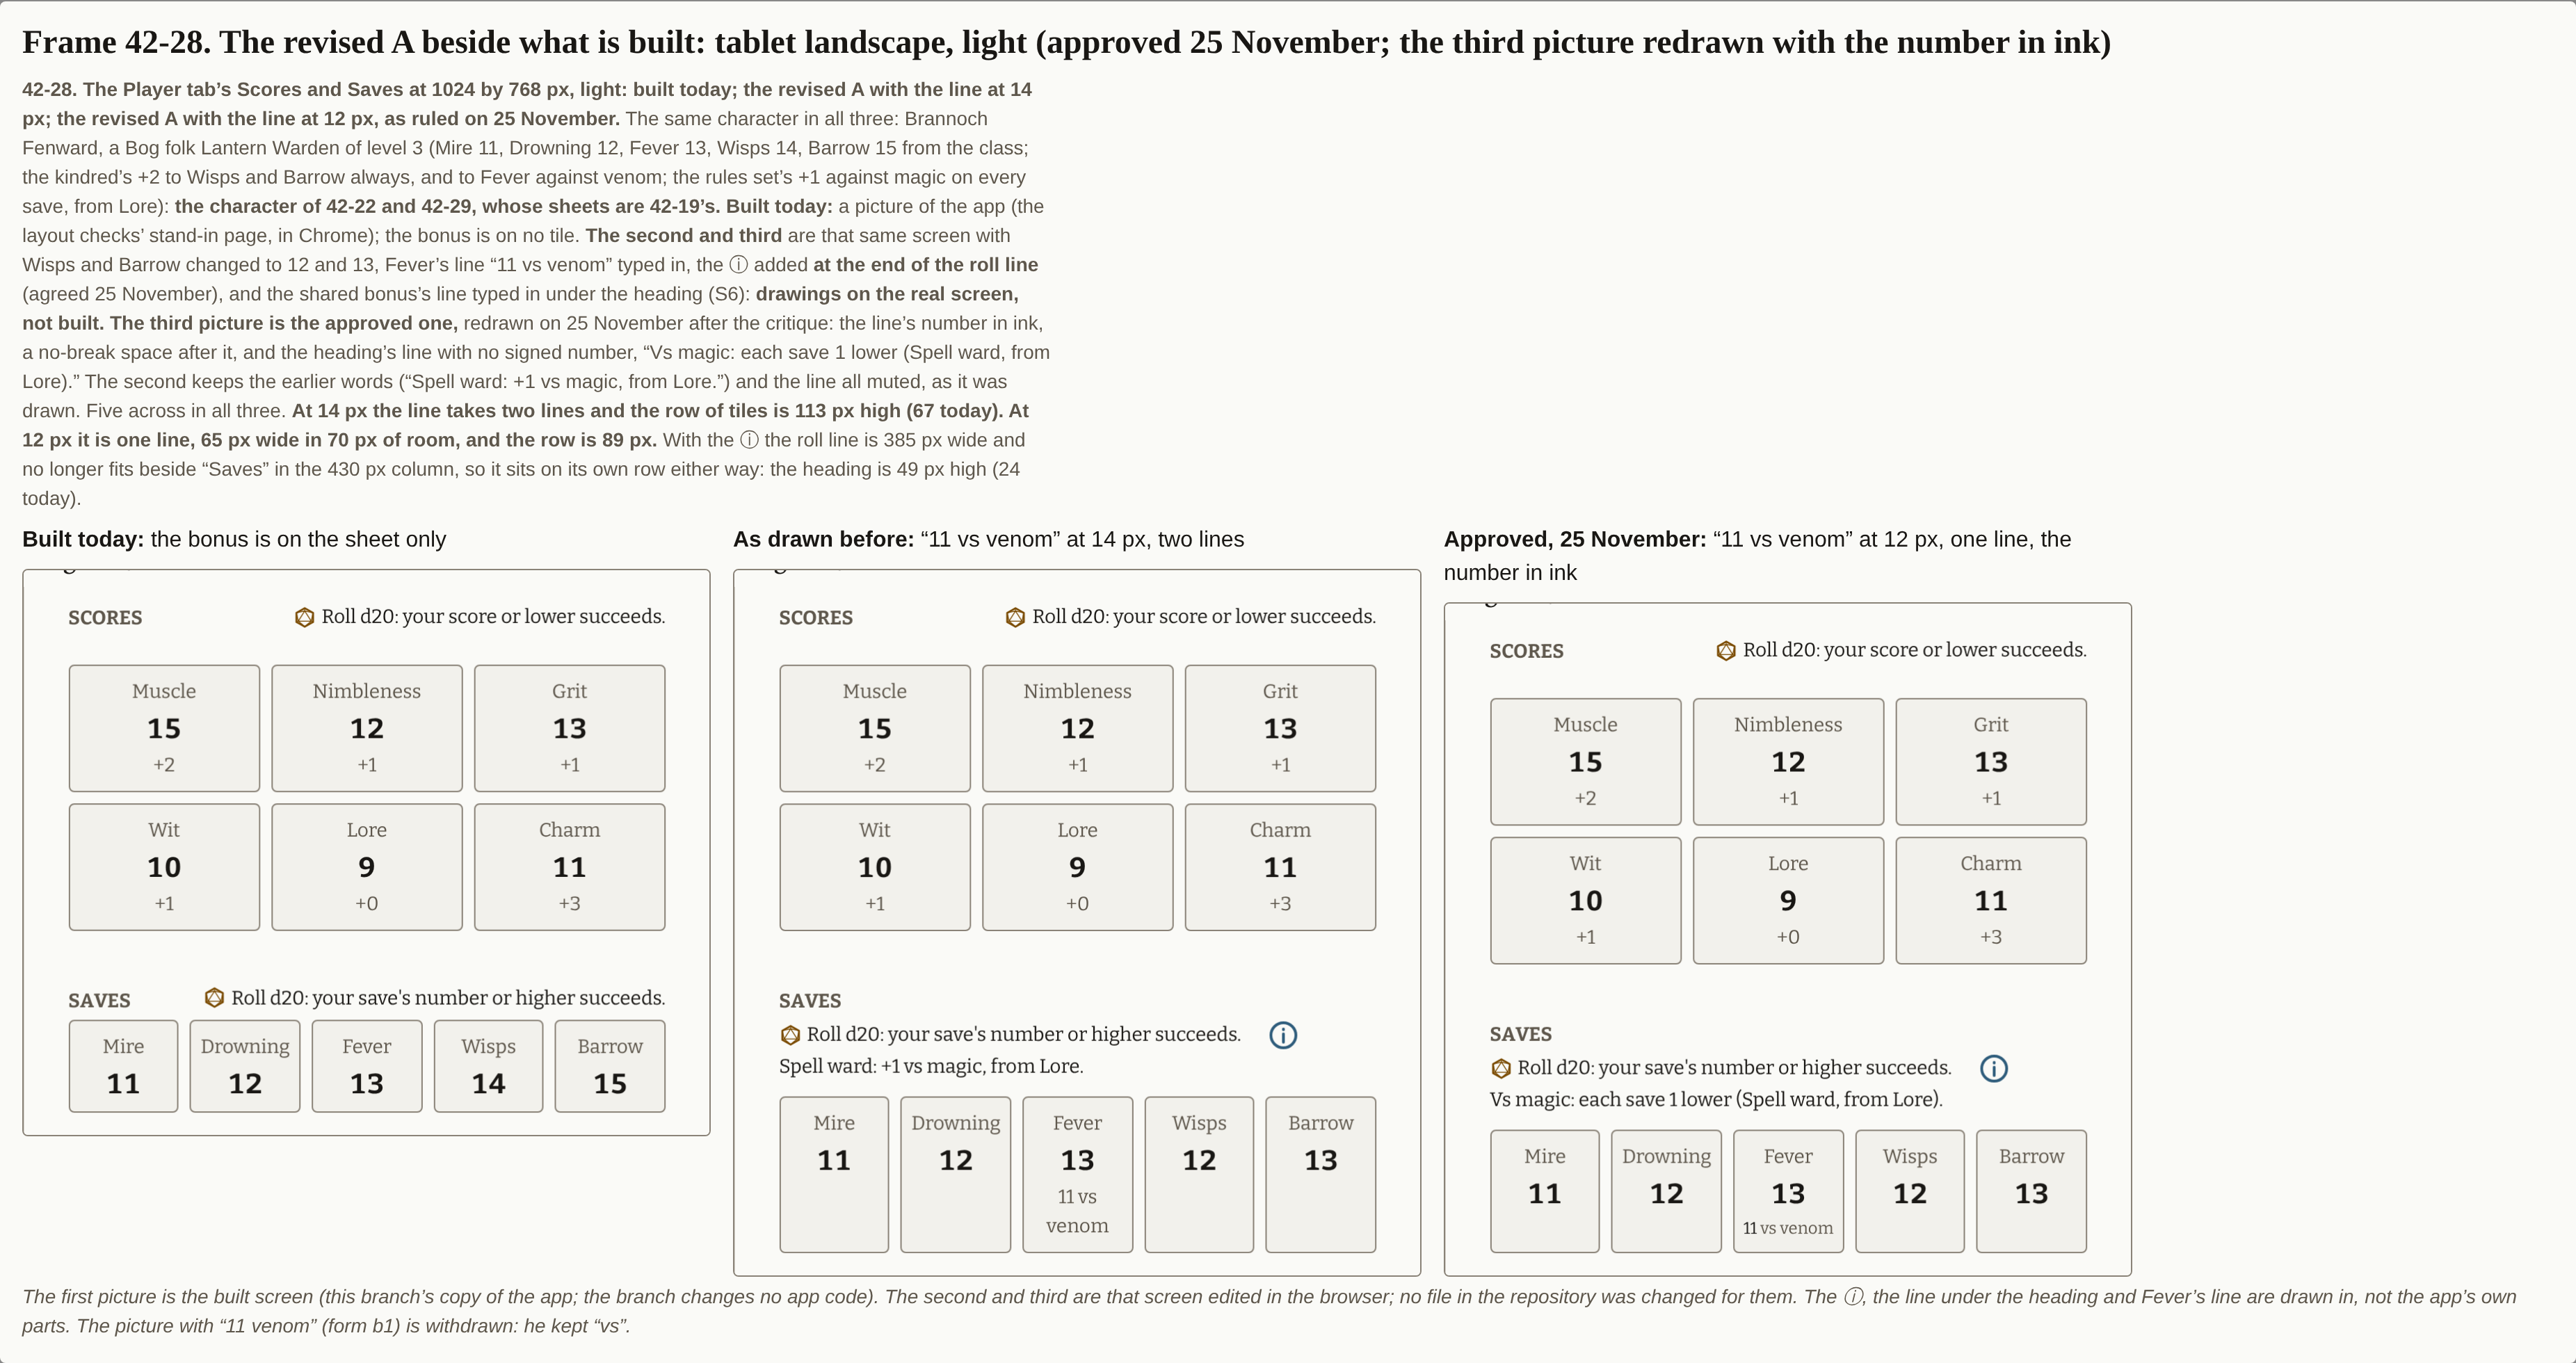 Frame 42-28. The revised A beside what is built: tablet landscape, light (approved 25 November; the third picture redrawn with the number in ink)
42-28. The Player tab’s Scores and Saves at 1024 by 768 px, light: built today; the revised A with the line at 14
px; the revised A with the line at 12 px, as ruled on 25 November. The same character in all three: Brannoch
Fenward, a Bog folk Lantern Warden of level 3 (Mire 11, Drowning 12, Fever 13, Wisps 14, Barrow 15 from the class;
the kindred’s +2 to Wisps and Barrow always, and to Fever against venom; the rules set’s +1 against magic on every
save, from Lore): the character of 42-22 and 42-29, whose sheets are 42-19’s. Built today: a picture of the app (the
layout checks’ stand-in page, in Chrome); the bonus is on no tile. The second and third are that same screen with
Wisps and Barrow changed to 12 and 13, Fever’s line “11 vs venom” typed in, the ⓘ added at the end of the roll line
(agreed 25 November), and the shared bonus’s line typed in under the heading (S6): drawings on the real screen,
not built. The third picture is the approved one, redrawn on 25 November after the critique: the line’s number in ink,
a no-break space after it, and the heading’s line with no signed number, “Vs magic: each save 1 lower (Spell ward, from
Lore).” The second keeps the earlier words (“Spell ward: +1 vs magic, from Lore.”) and the line all muted, as it was
drawn. Five across in all three. At 14 px the line takes two lines and the row of tiles is 113 px high (67 today). At
12 px it is one line, 65 px wide in 70 px of room, and the row is 89 px. With the ⓘ the roll line is 385 px wide and
no longer fits beside “Saves” in the 430 px column, so it sits on its own row either way: the heading is 49 px high (24
today).
Built today: the bonus is on the sheet only
SCORES
Roll d20: your score or lower succeeds.
Muscle Nimbleness Grit
15 12 13
+2 +1 +1
Wit Lore Charm
10 9 11
+1 +0 +3
SAVES
Roll d20: your save's number or higher succeeds.
Mire Drowning Fever Wisps Barrow
11 12 13 14 15
As drawn before: “11 vs venom” at 14 px, two lines
SCORES
Roll d20: your score or lower succeeds.
Muscle Nimbleness Grit
15 12 13
+2 +1 +1
Wit Lore Charm
10 9 11
+1 +0 +3
SAVES
Roll d20: your save's number or higher succeeds.
Spell ward: +1 vs magic, from Lore.
Mire Drowning Fever Wisps Barrow
11 12 13 12 13
11 vs
venom
Approved, 25 November: “11 vs venom” at 12 px, one line, the
number in ink
SCORES
Roll d20: your score or lower succeeds.
Muscle Nimbleness Grit
15 12 13
+2 +1 +1
Wit Lore Charm
10 9 11
+1 +0 +3
SAVES
Roll d20: your save's number or higher succeeds.
Vs magic: each save 1 lower (Spell ward, from Lore).
Mire Drowning Fever Wisps Barrow
11 12 13 12 13
11 vs venom
The first picture is the built screen (this branch’s copy of the app; the branch changes no app code). The second and third are that screen edited in the browser; no file in the repository was changed for them. The ⓘ, the line under the heading and Fever’s line are drawn in, not the app’s own
parts. The picture with “11 venom” (form b1) is withdrawn: he kept “vs”.